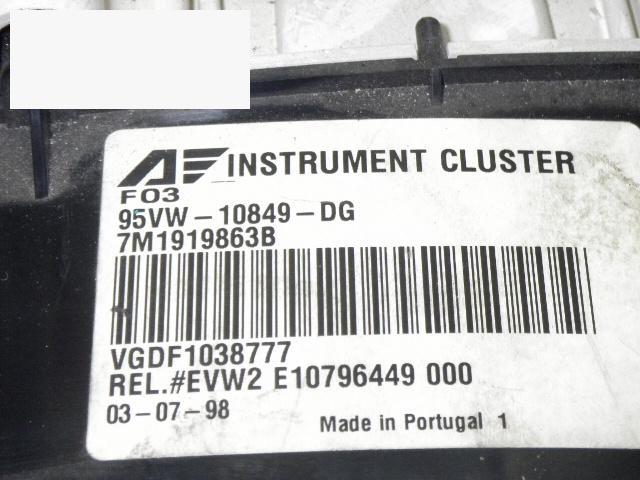 AE INSTRUMENT CLUSTER
F03
95VW-10849-DG
7M1919863B
VGDF1038777
REL.#EVW2 E10796449 000
03-07-98
Made in Portugal 1